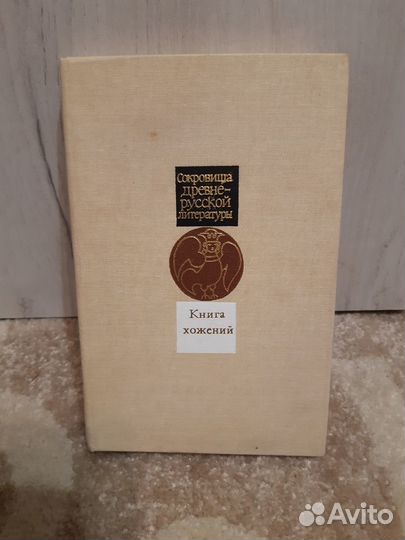 Сокровища
древне-
русской
литературы
Книга
хожений
Avito